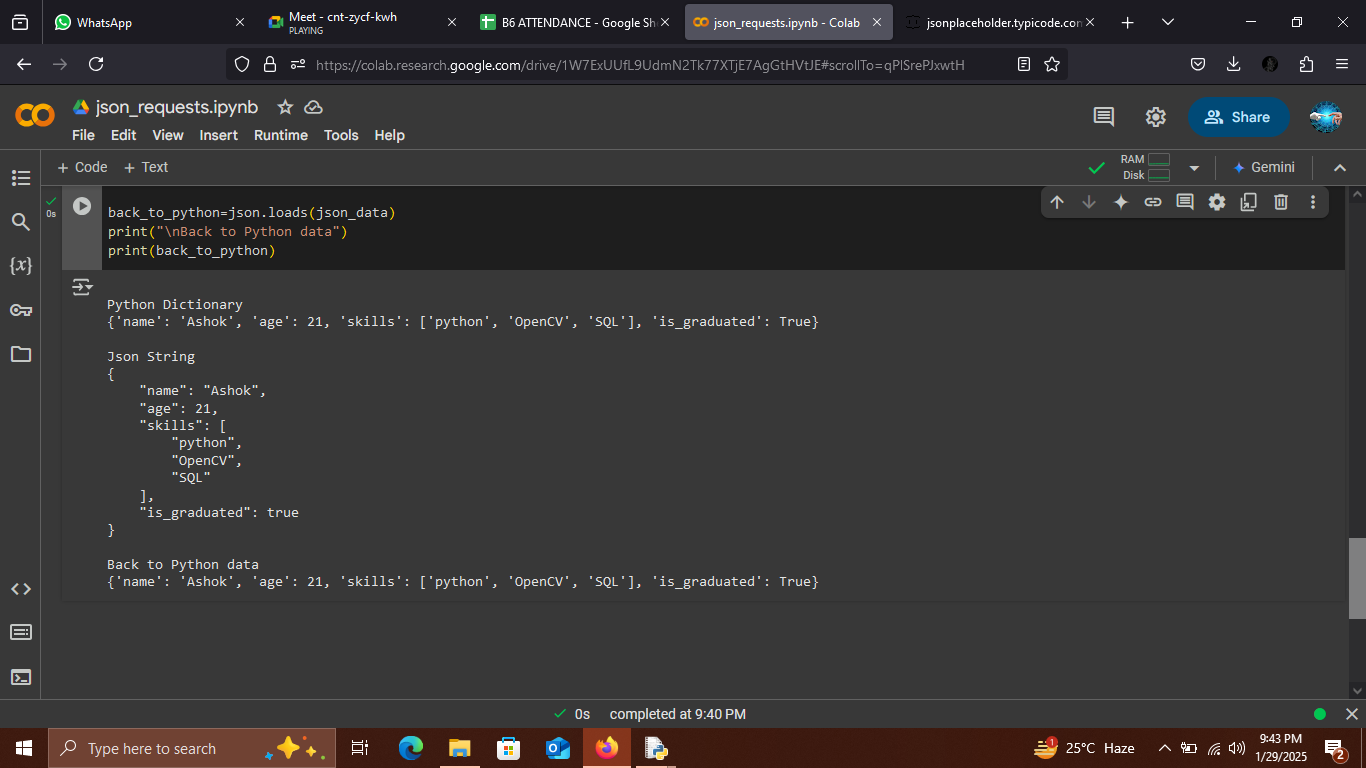 WhatsApp
Meet - cnt-zycf-kwh
PLAYING
B6 ATTENDANCE - Google Sh
json_requests.ipynb - Colab
jsonplaceholder.typicode.con
https://colab.research.google.com/drive/1W7ExUUfL9UdmN2Tk77XTjE7AgGtHVtJE#scrollTo=qPlSrePJxwtH
json_requests.ipynb
File Edit View Insert Runtime Tools Help
Share
+ Code + Text
RAM
Disk
Gemini
0s
back_to_python=json.loads(json_data)
print("\nBack to Python data")
print(back_to_python)
{x}
Python Dictionary
{'name': 'Ashok', 'age': 21, 'skills': ['python', 'OpenCV', 'SQL'], 'is_graduated': True}
Json String
{
    "name": "Ashok",
    "age": 21,
    "skills": [
        "python",
        "OpenCV",
        "SQL"
    ],
    "is_graduated": true
}
Back to Python data
{'name': 'Ashok', 'age': 21, 'skills': ['python', 'OpenCV', 'SQL'], 'is_graduated': True}
0s completed at 9:40 PM
Type here to search
1
25°C Haze
9:43 PM
1/29/2025
2